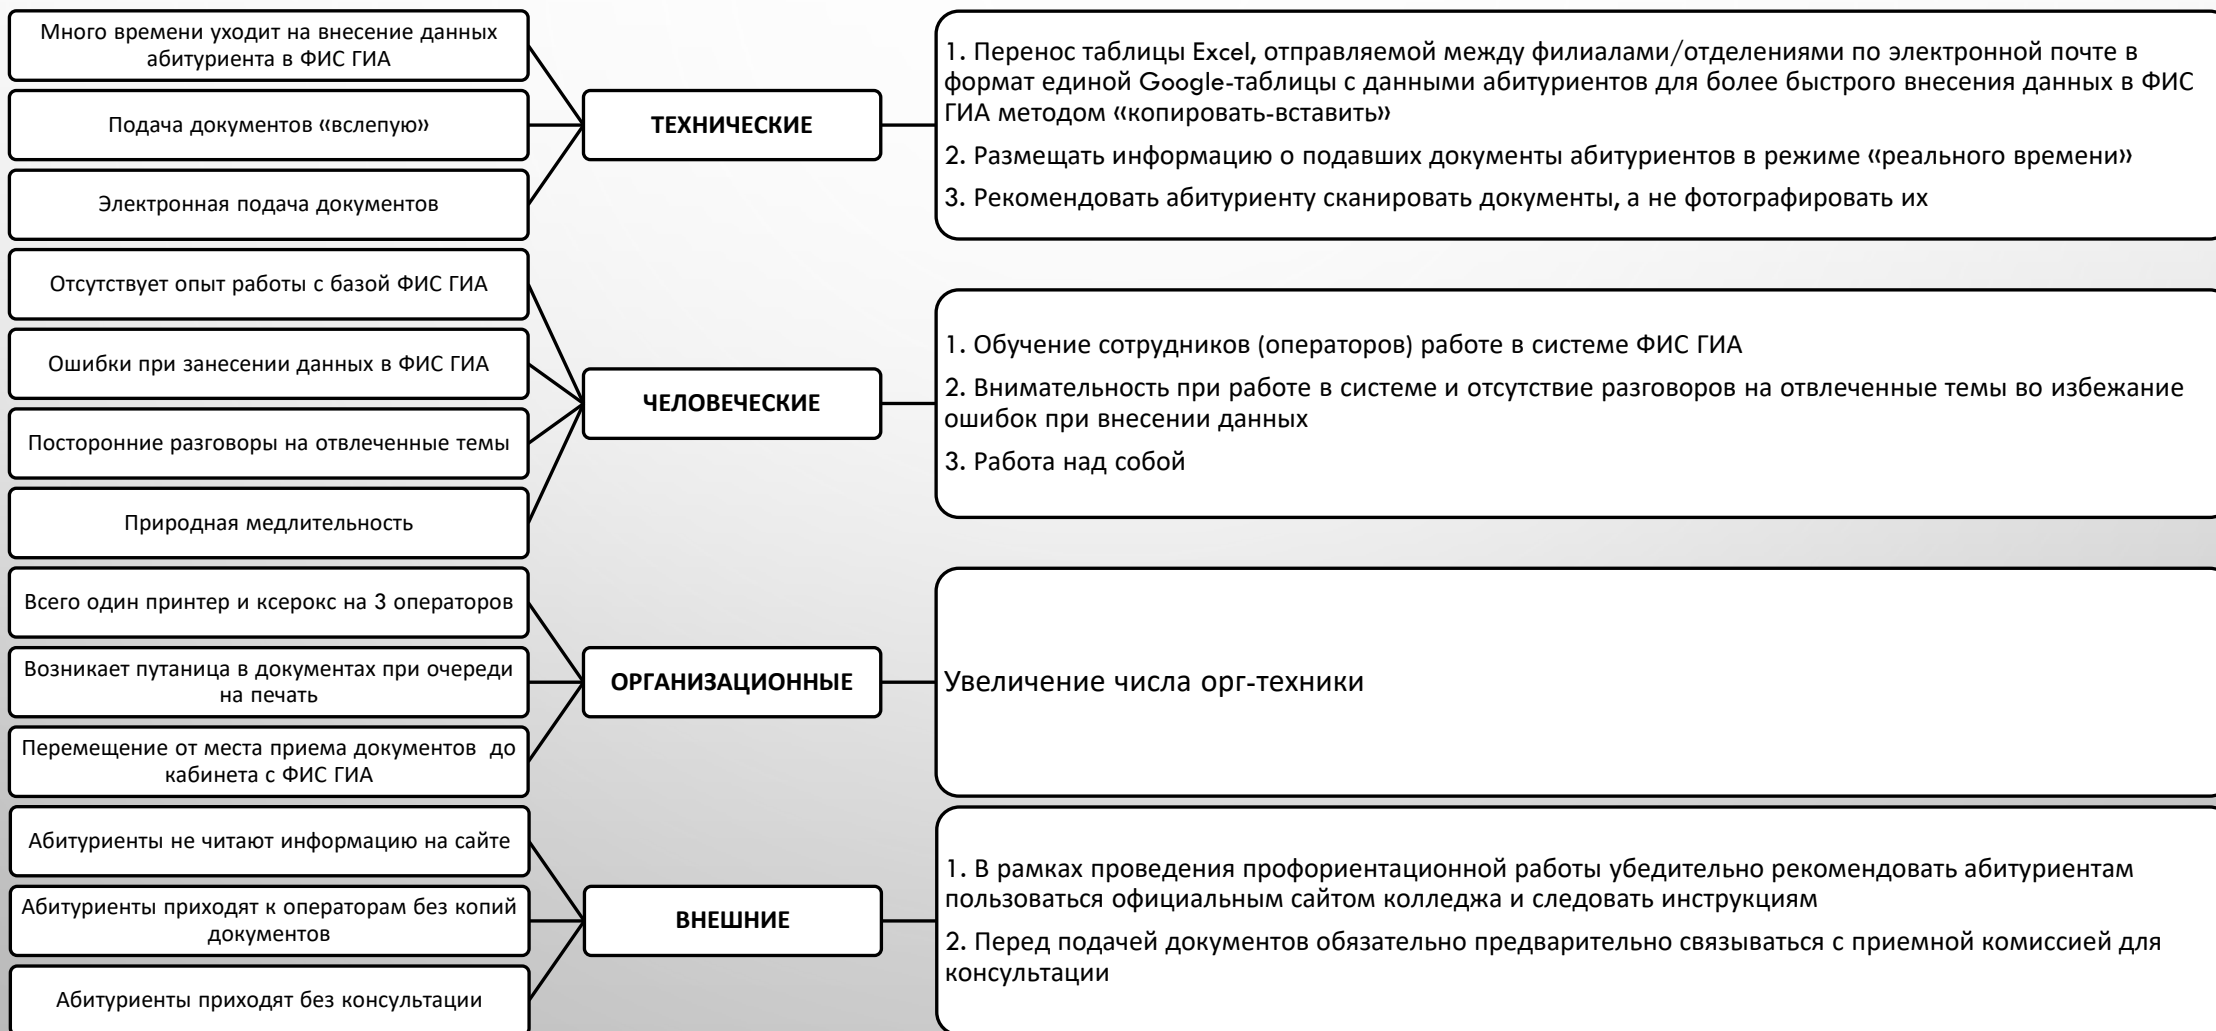 Много времени уходит на внесение данных
абитуриента в ФИС ГИА
Подача документов «вслепую»
Электронная подача документов
ТЕХНИЧЕСКИЕ
1. Перенос таблицы Excel, отправляемой между филиалами/отделениями по электронной почте в
формат единой Google-таблицы с данными абитуриентов для более быстрого внесения данных в ФИС
ГИА методом «копировать-вставить»
2. Размещать информацию о подавших документы абитуриентов в режиме «реального времени»
3. Рекомендовать абитуриенту сканировать документы, а не фотографировать их
Отсутствует опыт работы с базой ФИС ГИА
Ошибки при занесении данных в ФИС ГИА
Посторонние разговоры на отвлеченные темы
Природная медлительность
ЧЕЛОВЕЧЕСКИЕ
1. Обучение сотрудников (операторов) работе в системе ФИС ГИА
2. Внимательность при работе в системе и отсутствие разговоров на отвлеченные темы во избежание
ошибок при внесении данных
3. Работа над собой
Всего один принтер и ксерокс на 3 операторов
Возникает путаница в документах при очереди
на печать
Перемещение от места приема документов до
кабинета с ФИС ГИА
ОРГАНИЗАЦИОННЫЕ
Увеличение числа орг-техники
Абитуриенты не читают информацию на сайте
Абитуриенты приходят к операторам без копий
документов
Абитуриенты приходят без консультации
ВНЕШНИЕ
1. В рамках проведения профориентационной работы убедительно рекомендовать абитуриентам
пользоваться официальным сайтом колледжа и следовать инструкциям
2. Перед подачей документов обязательно предварительно связываться с приемной комиссией для
консультации